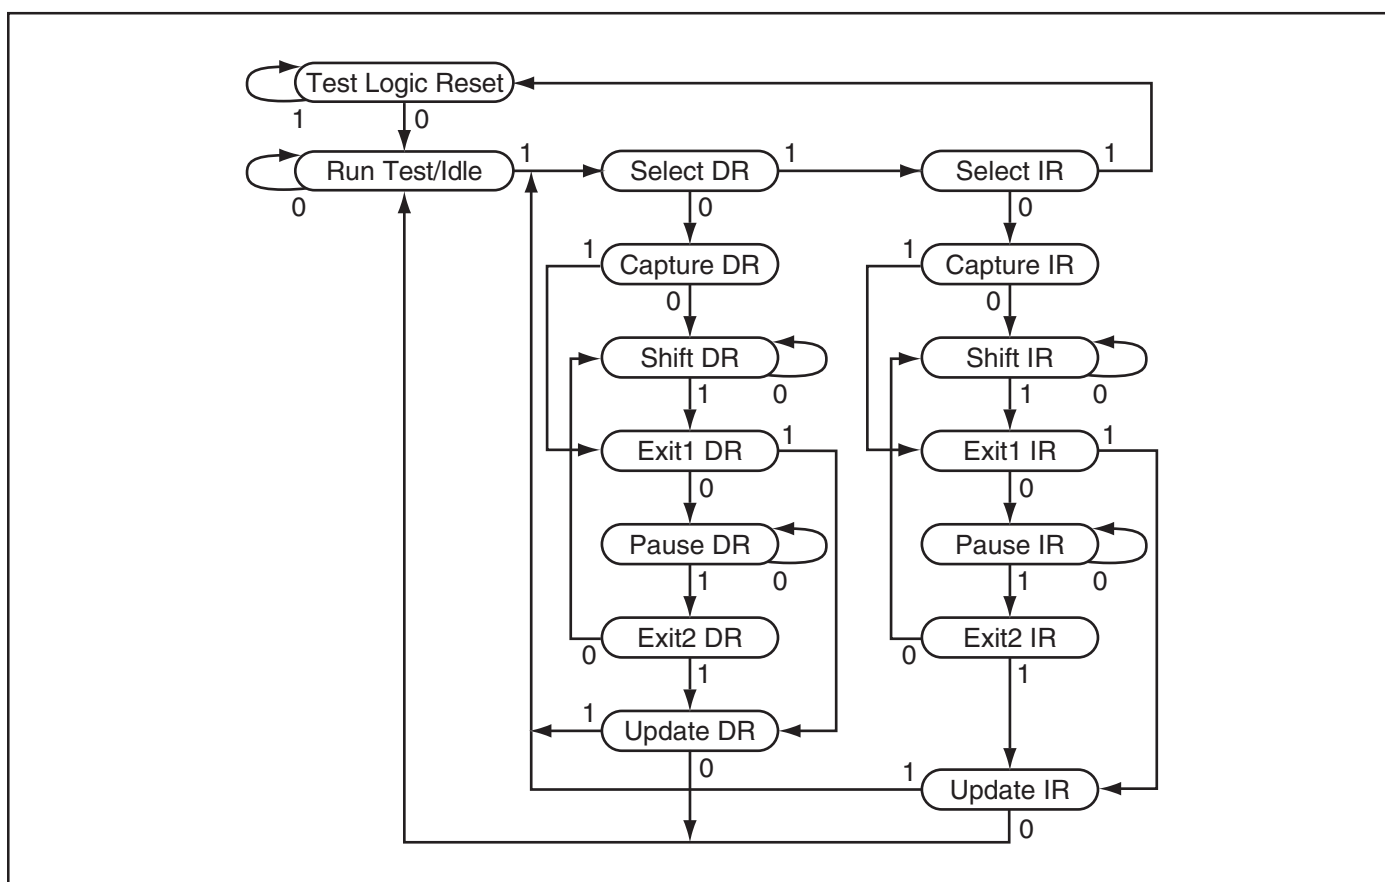 Test Logic Reset
1 0
Run Test/Idle 1 Select DR 1 Select IR 1
0 0 0
1 Capture DR 1 Capture IR
0 0
Shift DR Shift IR
1 0 1 0
Exit1 DR 1 Exit1 IR 1
0 0
Pause DR Pause IR
1 0 1 0
Exit2 DR Exit2 IR
0 1 0 1
1 Update DR
0 1 Update IR
0